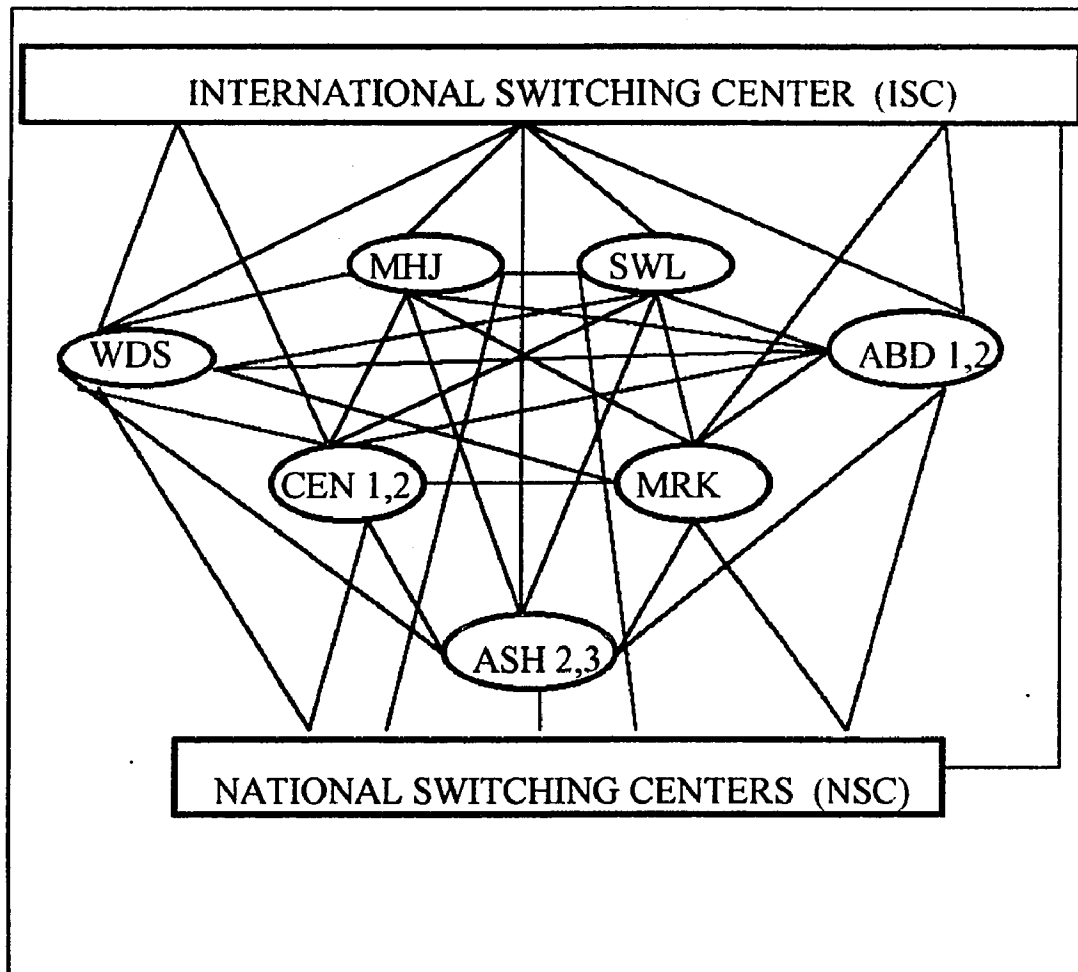 INTERNATIONAL SWITCHING CENTER (ISC)
MHJ
SWL
WDS
ABD 1,2
CEN 1,2
MRK
ASH 2,3
NATIONAL SWITCHING CENTERS (NSC)